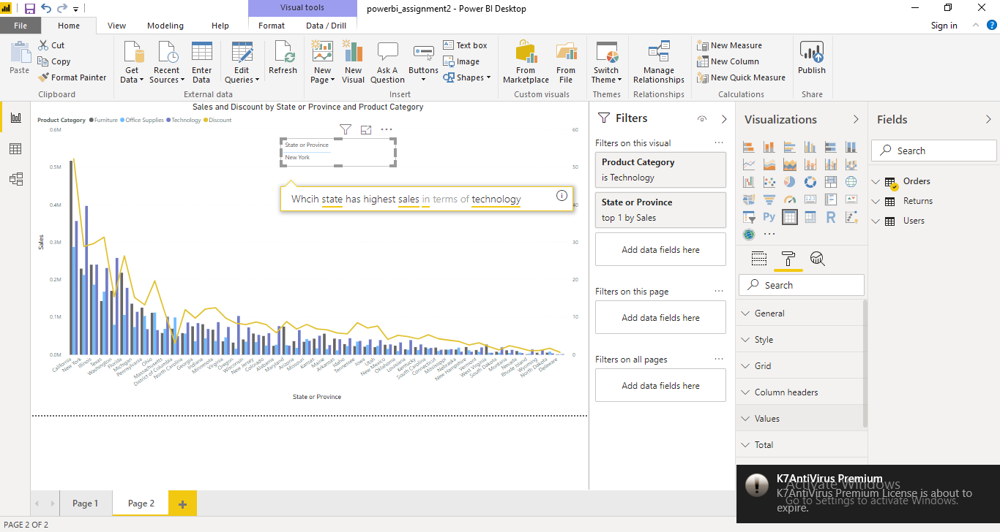 Visual tools
powerbi_assignment2 - Power BI Desktop
File Home View Modeling Help Format Data / Drill Sign in
Paste
Cut
Copy
Format Painter
Clipboard
Get Data
Recent Sources
Enter Data
Edit Queries
Refresh
External data
New Page
New Visual
Ask A Question
Buttons
Text box
Image
Shapes
Insert
From Marketplace
From File
Custom visuals
Switch Theme
Themes
Manage Relationships
Relationships
New Measure
New Column
New Quick Measure
Calculations
Publish
Share
Sales and Discount by State or Province and Product Category
Product Category Furniture Office Supplies Technology Discount
0.6M
0.5M
0.4M
0.3M
0.2M
0.1M
0.0M
Sales
60
50
40
30
20
10
0
State or Province
New York
Whcih state has highest sales in terms of technology
California
New York
Illinois
Texas
Washington
Florida
Michigan
Pennsylvania
Ohio
Massachusetts
District of Columbia
North Carolina
Georgia
Indiana
Minnesota
Virginia
Oregon
Wisconsin
New Jersey
Colorado
Alabama
Maryland
Arizona
Missouri
Kansas
Maine
Arkansas
Idaho
Tennessee
Iowa
Utah
New Mexico
Oklahoma
Louisiana
Kentucky
South Carolina
Connecticut
Mississippi
Nebraska
New Hampshire
Vermont
West Virginia
South Dakota
Montana
Nevada
Rhode Island
Wyoming
North Dakota
Delaware
State or Province
Filters
Filters on this visual
Product Category
is Technology
State or Province
top 1 by Sales
Add data fields here
Filters on this page
Add data fields here
Filters on all pages
Add data fields here
Visualizations
Py
R
Search
General
Style
Grid
Column headers
Values
Total
Fields
Search
Orders
Returns
Users
K7AntiVirus Premium
K7AntiVirus Premium License is about to
expire.
Activate Windows
Go to Settings to activate Windows.
Page 1
Page 2
PAGE 2 OF 2